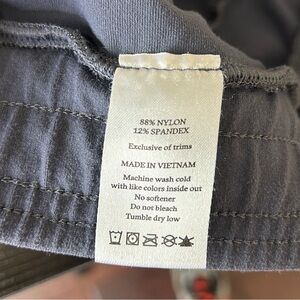 88% NYLON
12% SPANDEX
Exclusive of trims
MADE IN VIETNAM
Machine wash cold
with like colors inside out
No softener
Do not bleach
Tumble dry low